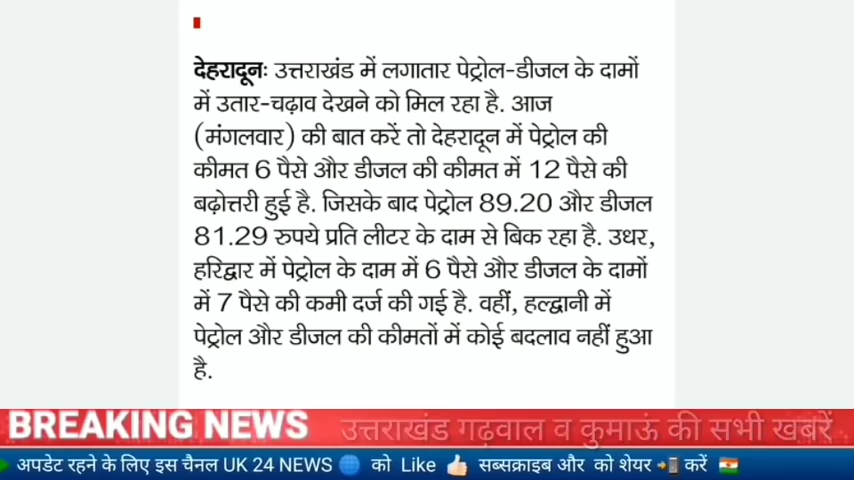 देहरादूनः उत्तराखंड में लगातार पेट्रोल-डीजल के दामों
में उतार-चढ़ाव देखने को मिल रहा है. आज
(मंगलवार) की बात करें तो देहरादून में पेट्रोल की
कीमत 6 पैसे और डीजल की कीमत में 12 पैसे की
बढ़ोत्तरी हुई है. जिसके बाद पेट्रोल 89.20 और डीजल
81.29 रुपये प्रति लीटर के दाम से बिक रहा है. उधर,
हरिद्वार में पेट्रोल के दाम में 6 पैसे और डीजल के दामों
में 7 पैसे की कमी दर्ज की गई है. वहीं, हल्द्वानी में
पेट्रोल और डीजल की कीमतों में कोई बदलाव नहीं हुआ
है.
BREAKING NEWS उत्तराखंड गढ़वाल व कुमाऊं की सभी खबरें
अपडेट रहने के लिए इस चैनल UK 24 NEWS 🌐 को Like 👍🏻 सब्सक्राइब और को शेयर 📲 करें 🇮🇳